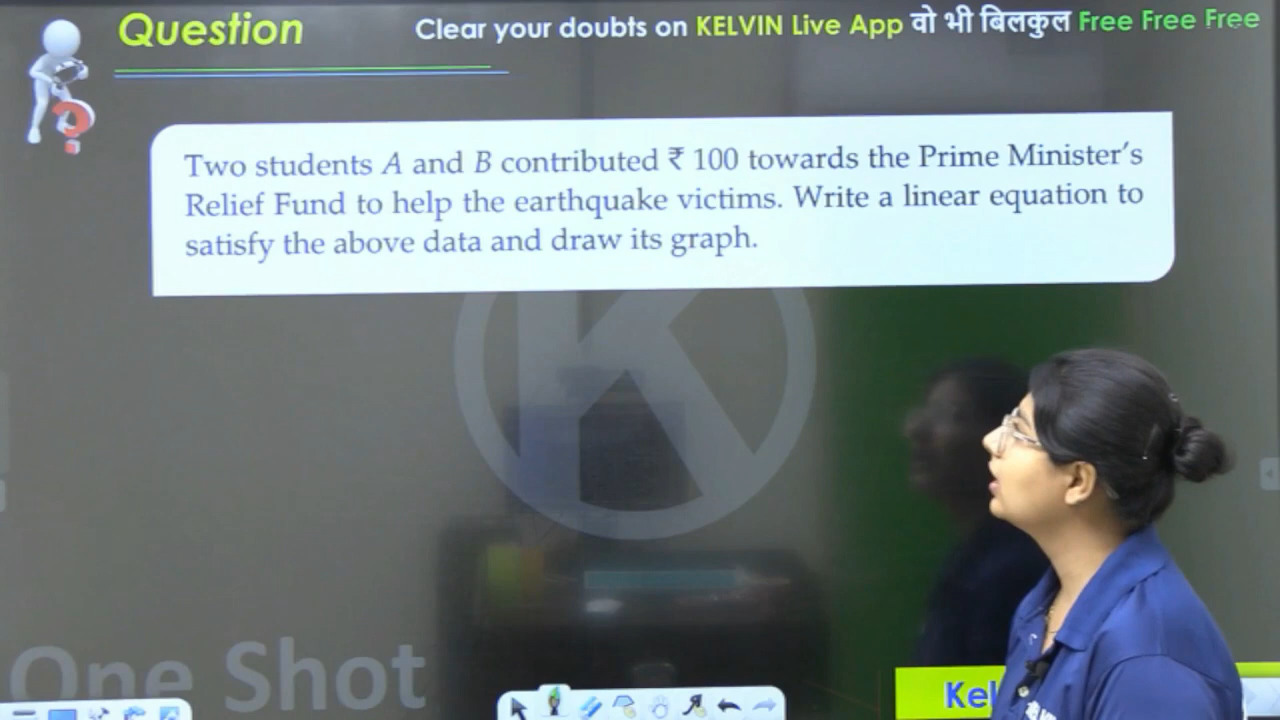 Question
Clear your doubts on KELVIN Live App वो भी बिलकुल Free Free Free
Two students A and B contributed ₹ 100 towards the Prime Minister's
Relief Fund to help the earthquake victims. Write a linear equation to
satisfy the above data and draw its graph.
One Shot